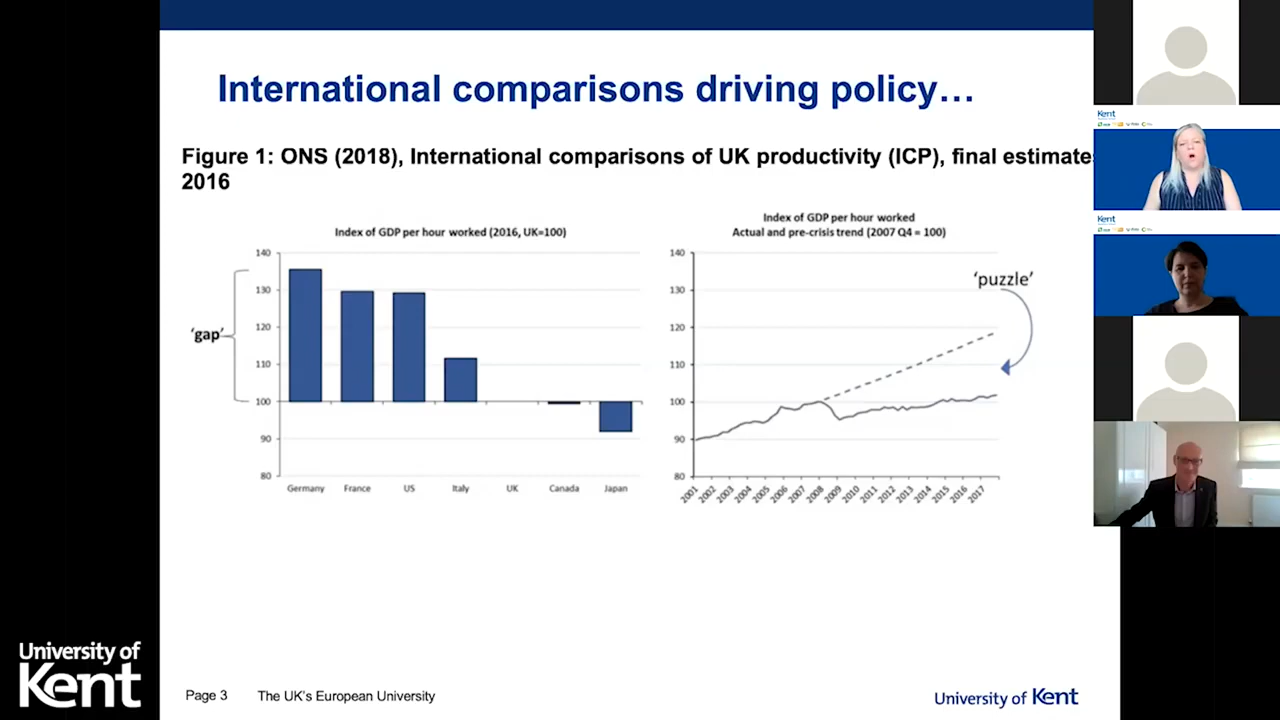 International comparisons driving policy…
Figure 1: ONS (2018), International comparisons of UK productivity (ICP), final estimates
2016
Index of GDP per hour worked (2016, UK=100)
140
130
120
110
100
90
80
'gap'
Germany France US Italy UK Canada Japan
Index of GDP per hour worked
Actual and pre-crisis trend (2007 Q4 = 100)
140
130
120
110
100
90
80
'puzzle'
2001 2002 2003 2004 2005 2006 2007 2008 2009 2010 2011 2012 2013 2014 2015 2016 2017
Kent
Kent
University of
Kent
Page 3 The UK's European University
University of Kent